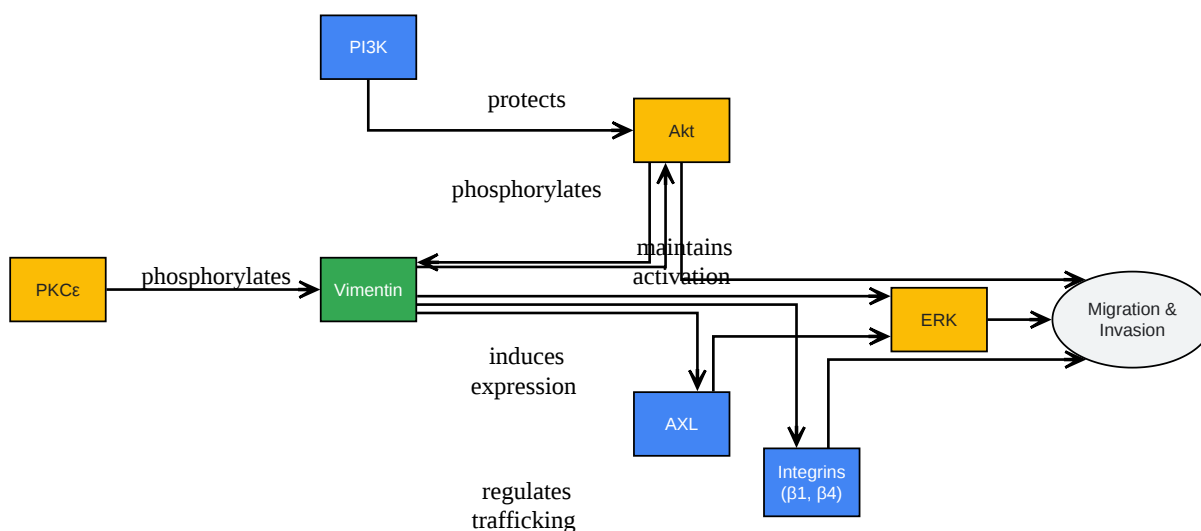 PI3K
protects
Akt
phosphorylates
maintains
activation
PKCε
phosphorylates
Vimentin
ERK
Migration &
Invasion
induces
expression
AXL
Integrins
(β1, β4)
regulates
trafficking